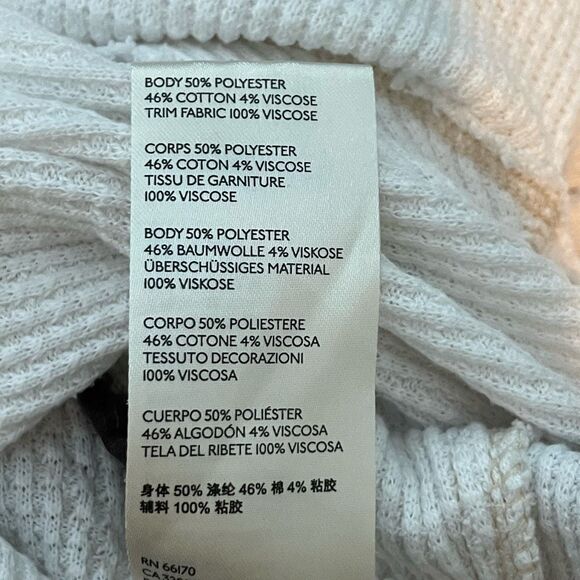 BODY 50% POLYESTER
46% COTTON 4% VISCOSE
TRIM FABRIC 100% VISCOSE
CORPS 50% POLYESTER
46% COTON 4% VISCOSE
TISSU DE GARNITURE
100% VISCOSE
BODY 50% POLYESTER
46% BAUMWOLLE 4% VISKOSE
ÜBERSCHÜSSIGES MATERIAL
100% VISKOSE
CORPO 50% POLIESTERE
46% COTONE 4% VISCOSA
TESSUTO DECORAZIONI
100% VISCOSA
CUERPO 50% POLIÉSTER
46% ALGODÓN 4% VISCOSA
TELA DEL RIBETE 100% VISCOSA
身体 50% 涤纶 46% 棉 4% 粘胶
辅料 100% 粘胶
RN 66170
CA